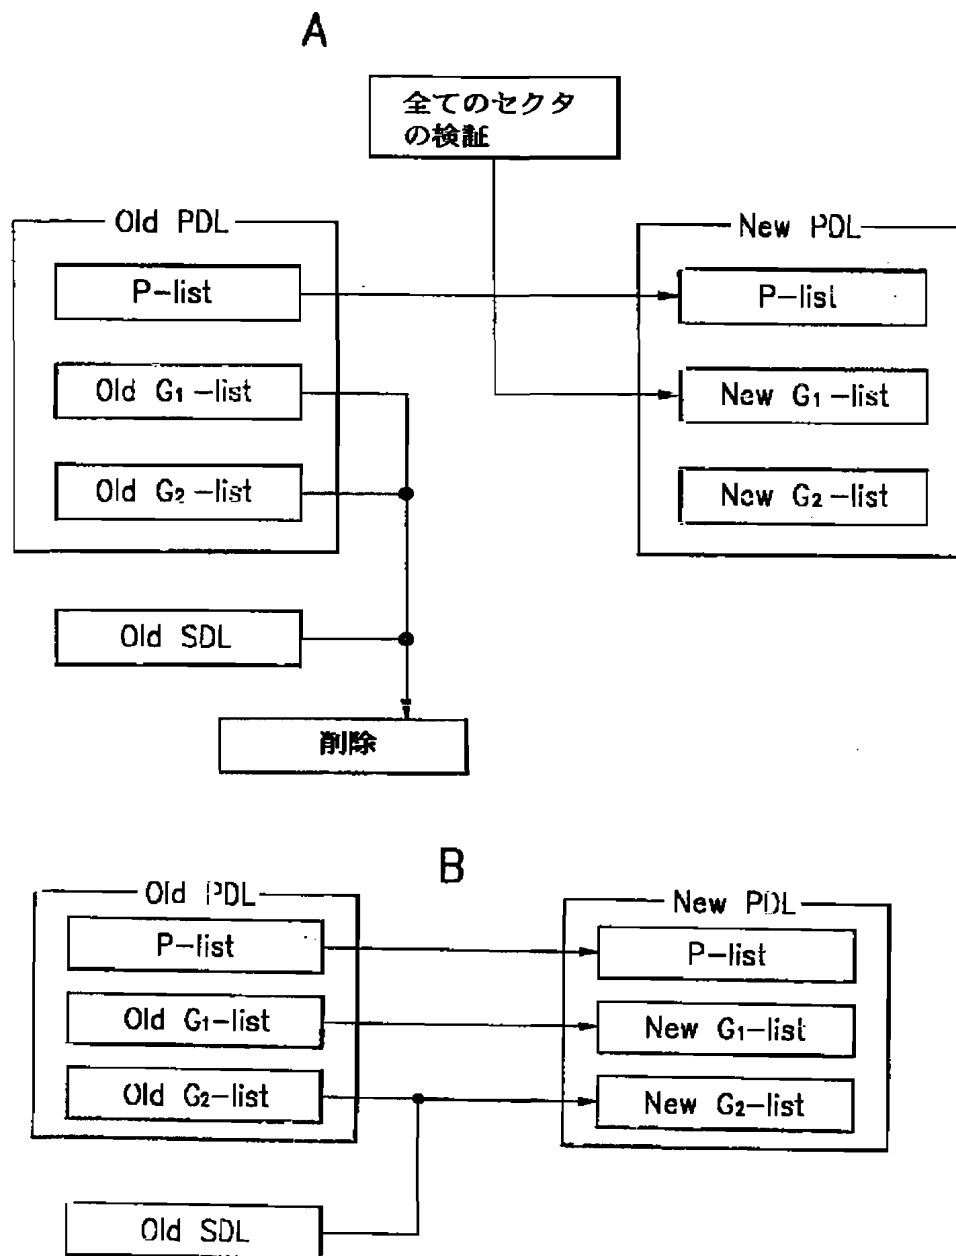 A
全てのセクタ
の検証
Old PDL
New PDL
P-list
P-list
Old G₁-list
New G₁-list
Old G₂-list
New G₂-list
Old SDL
削除
B
Old PDL
New PDL
P-list
P-list
Old G₁-list
New G₁-list
Old G₂-list
New G₂-list
Old SDL